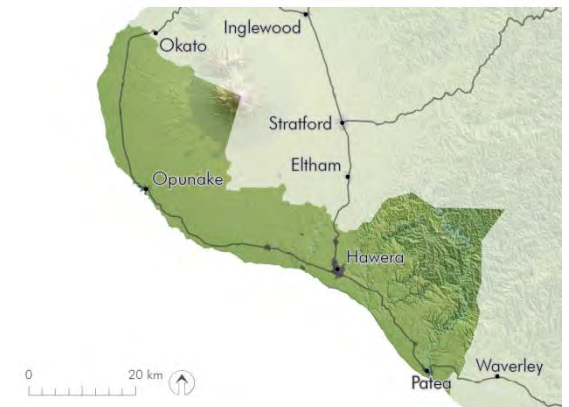 Inglewood
Okato
Stratford
Eltham
Opunake
Hawera
Waverley
Patea
0 20 km